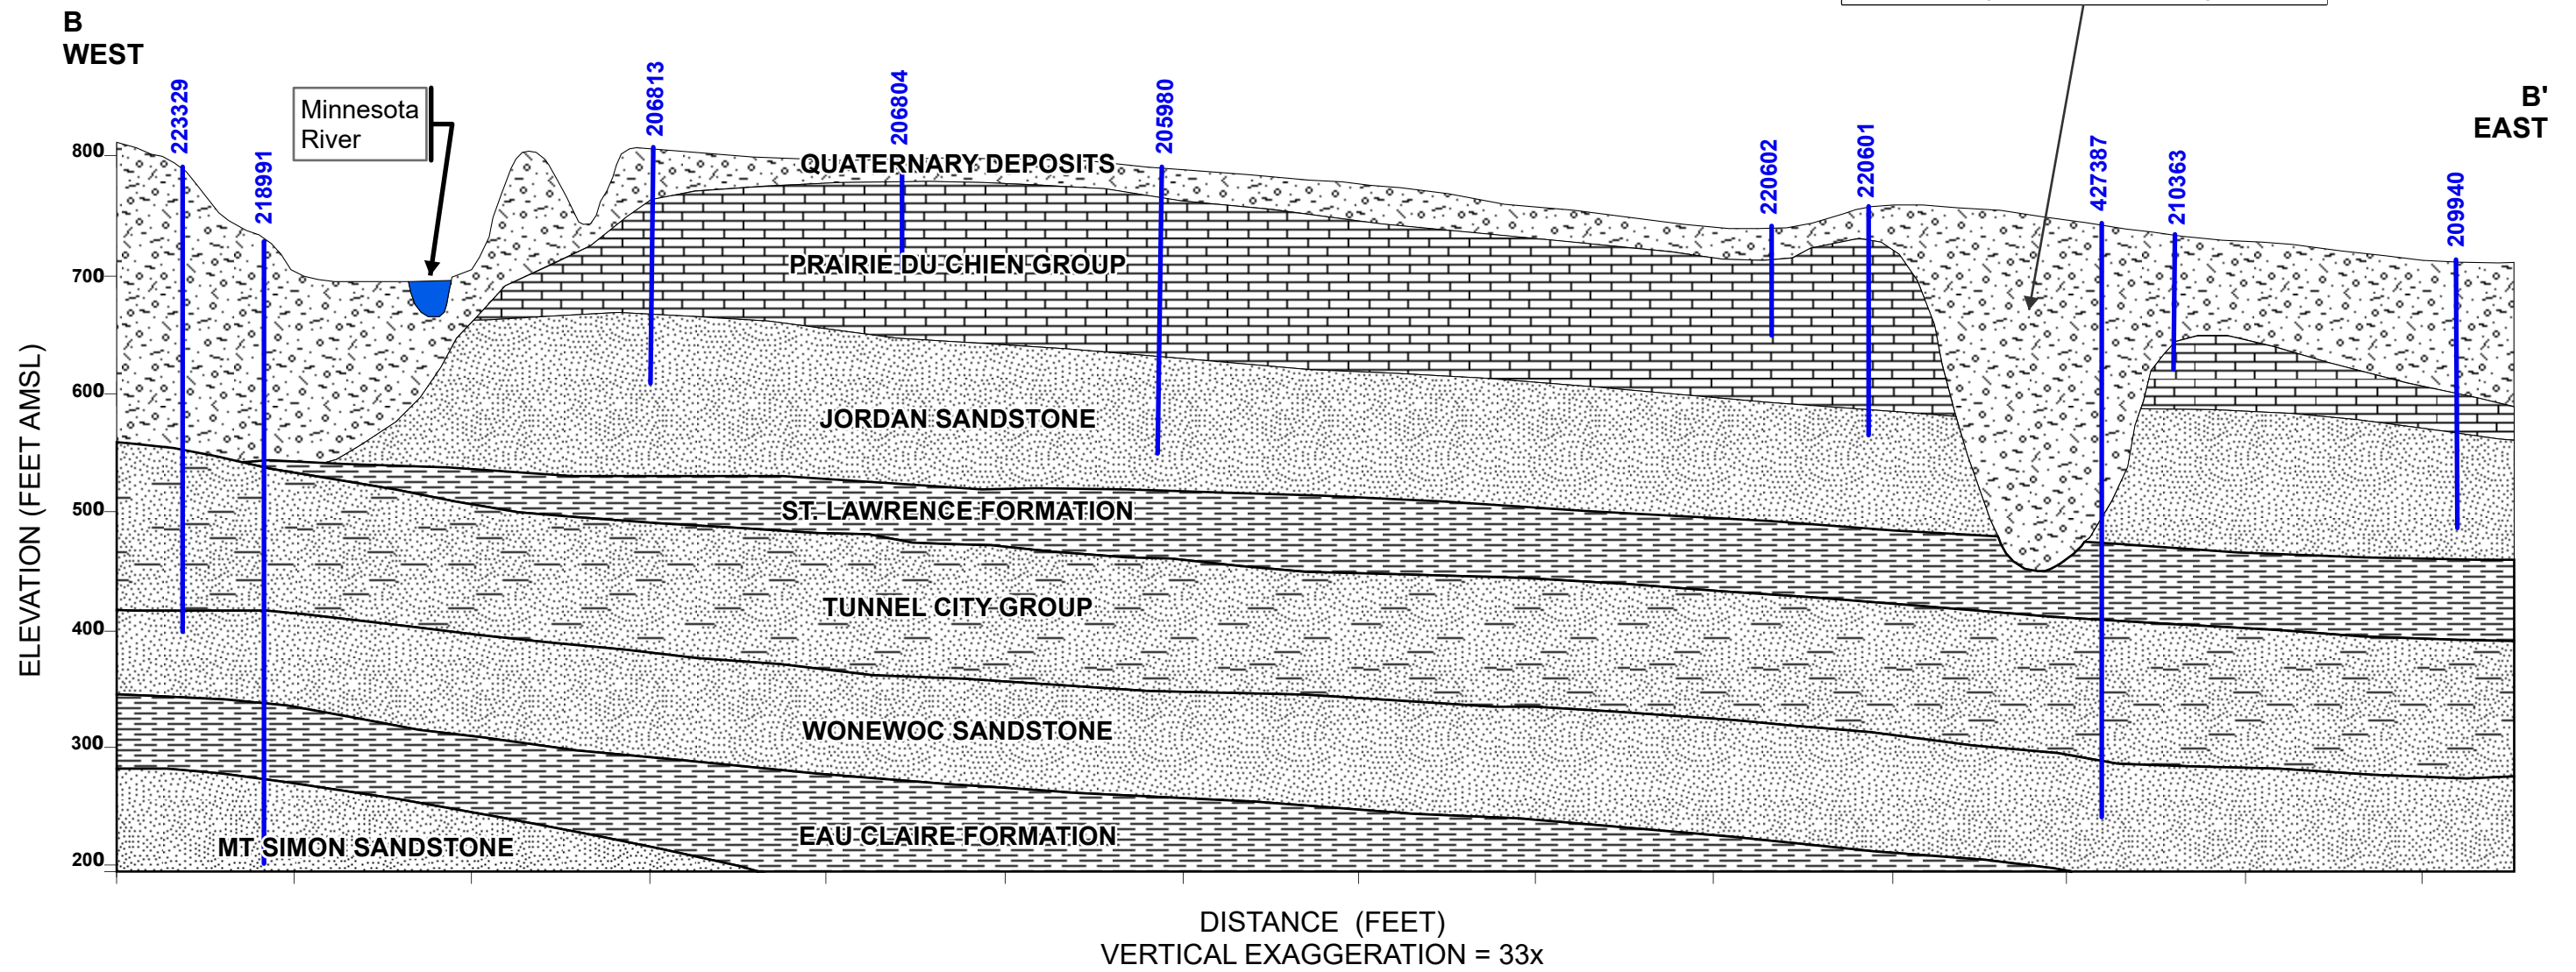 B
WEST
B'
EAST
223329
218991
Minnesota
River
206813
206804
205980
220602
220601
427387
210363
209940
800
700
600
500
400
300
200
ELEVATION (FEET AMSL)
QUATERNARY DEPOSITS
PRAIRIE DU CHIEN GROUP
JORDAN SANDSTONE
ST. LAWRENCE FORMATION
TUNNEL CITY GROUP
WONEWOC SANDSTONE
EAU CLAIRE FORMATION
MT SIMON SANDSTONE
DISTANCE (FEET)
VERTICAL EXAGGERATION = 33x